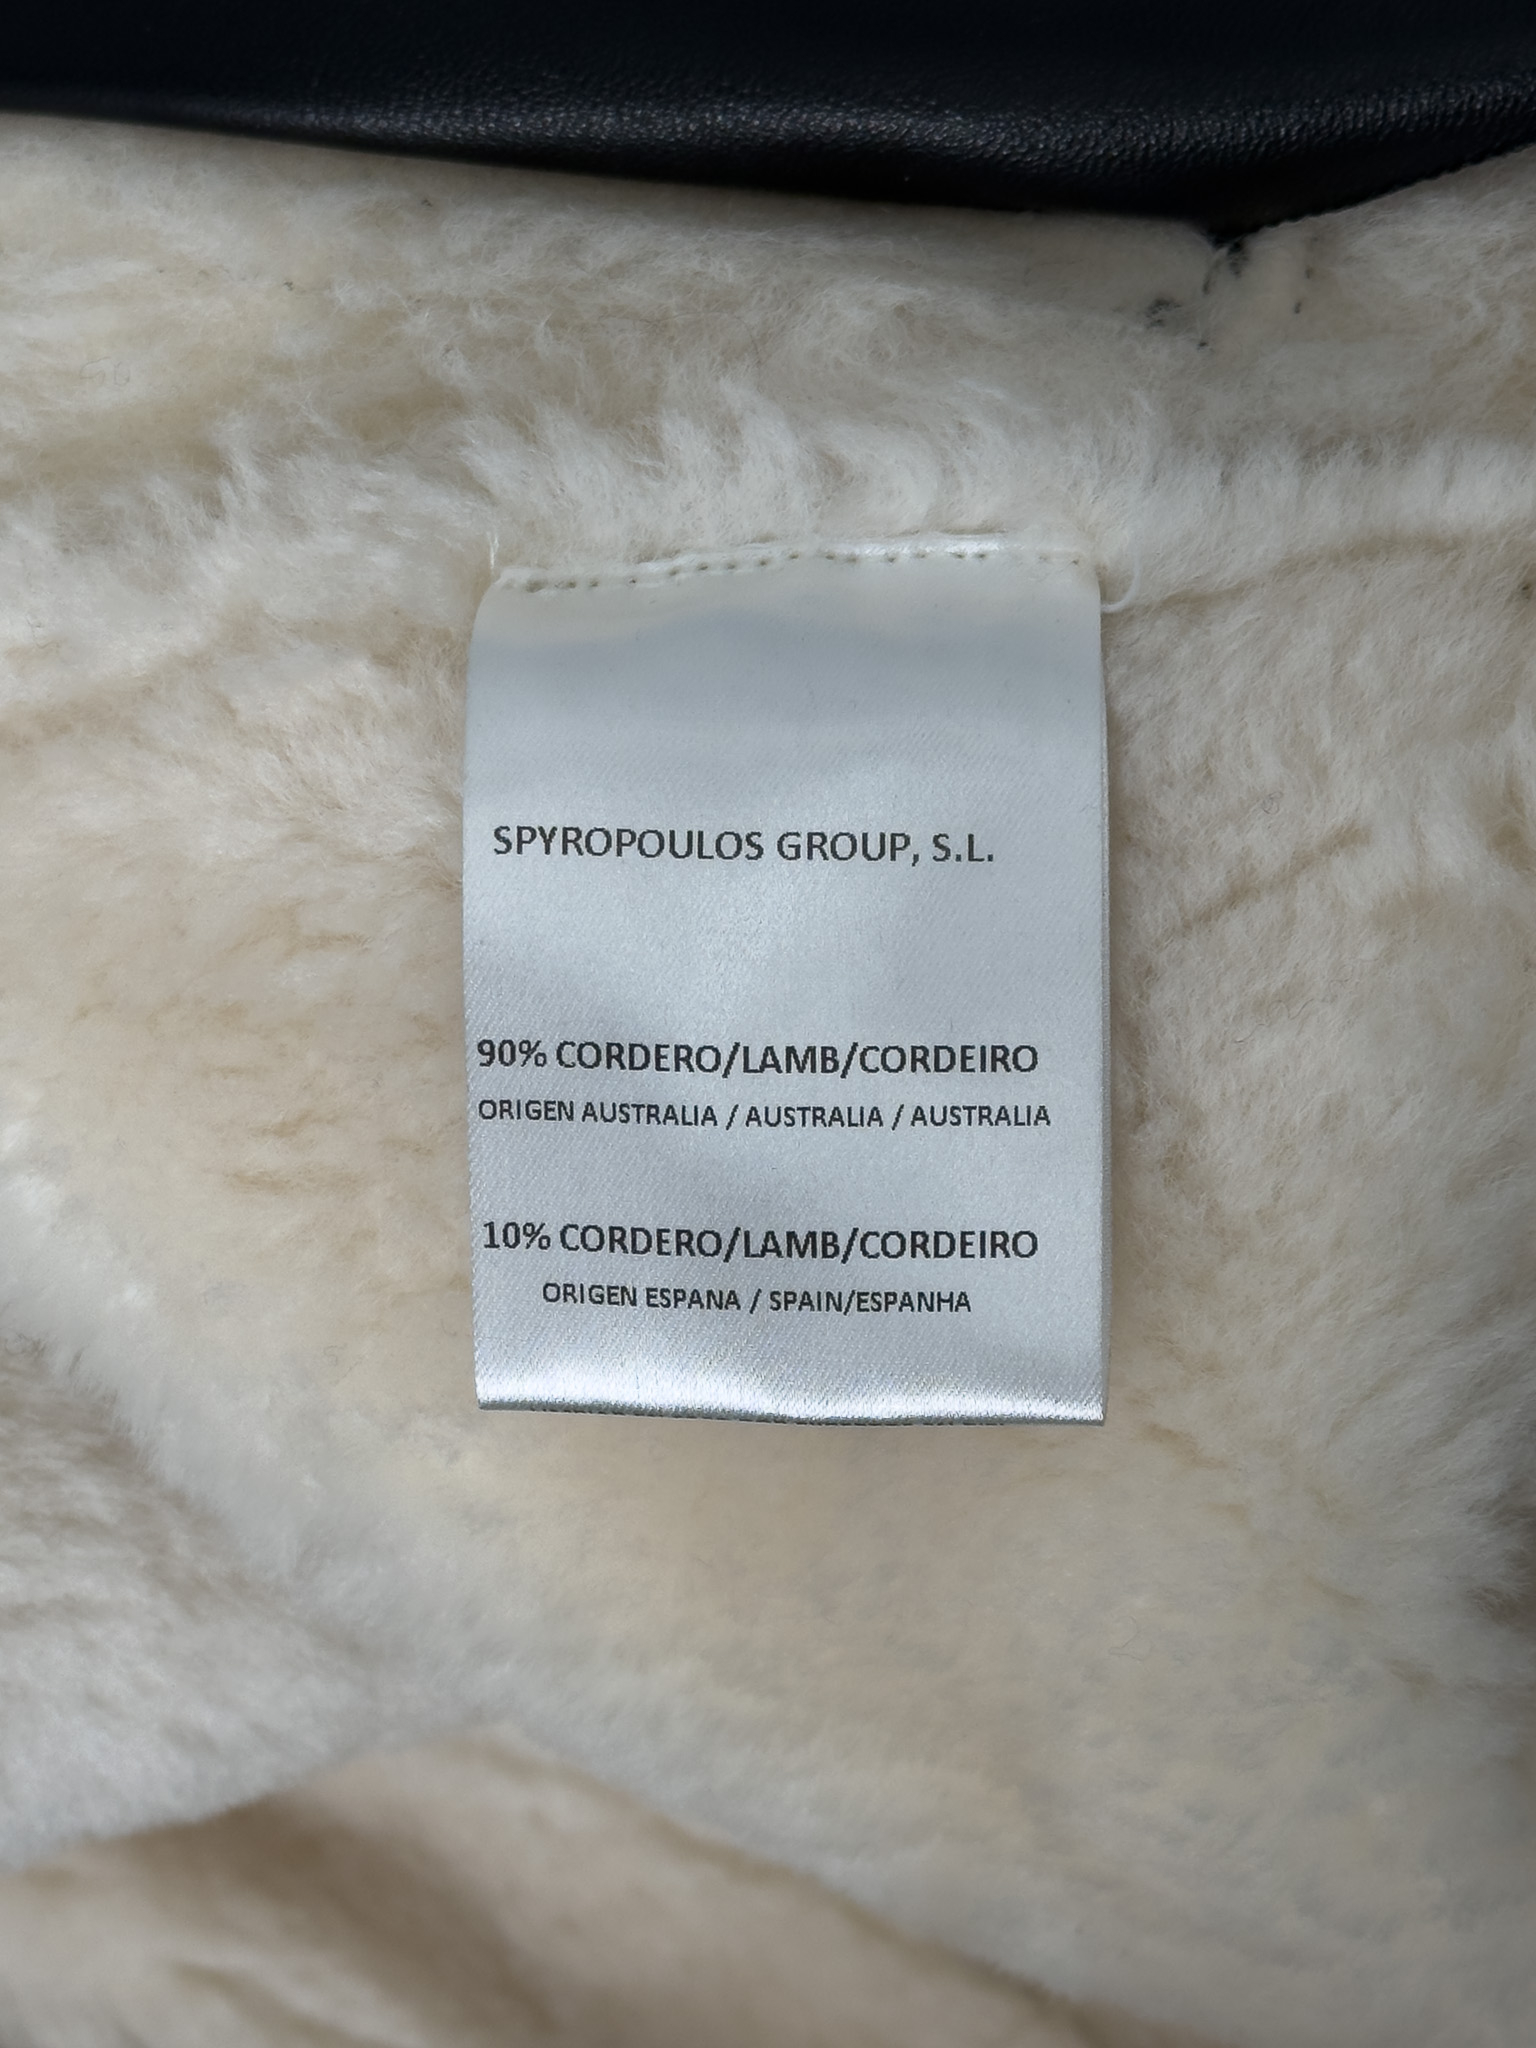 SPYROPOULOS GROUP, S.L.
90% CORDERO/LAMB/CORDEIRO
ORIGEN AUSTRALIA / AUSTRALIA / AUSTRALIA
10% CORDERO/LAMB/CORDEIRO
ORIGEN ESPANA / SPAIN/ESPANHA